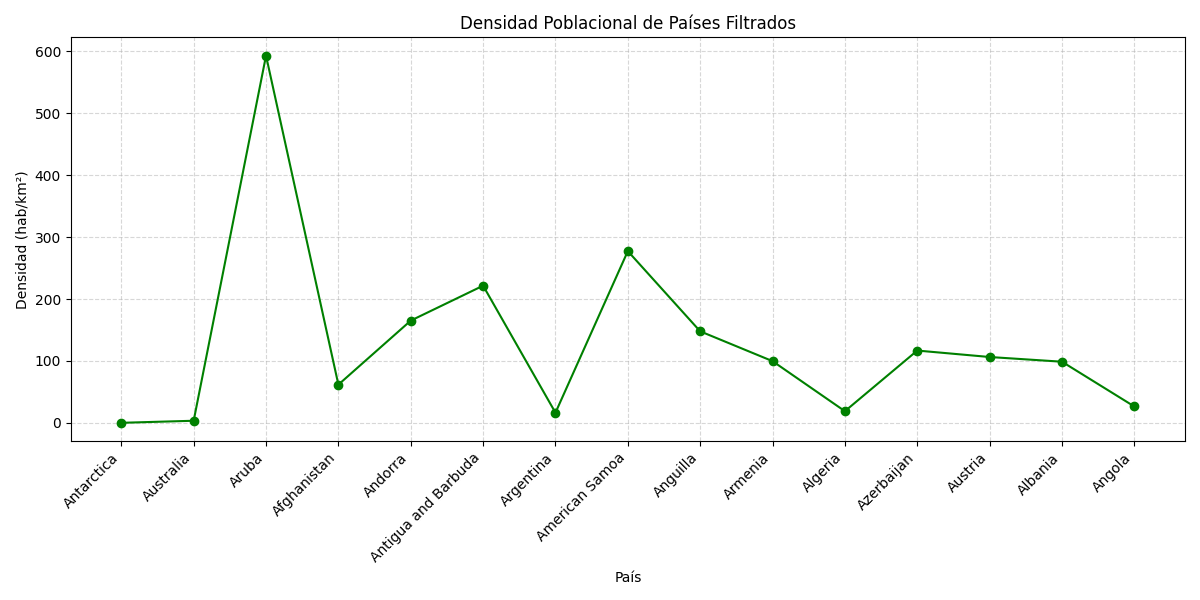 Densidad Poblacional de Países Filtrados
Densidad (hab/km²)
600
500
400
300
200
100
0
Antarctica
Australia
Aruba
Afghanistan
Andorra
Antigua and Barbuda
Argentina
American Samoa
Anguilla
Armenia
Algeria
Azerbaijan
Austria
Albania
Angola
País